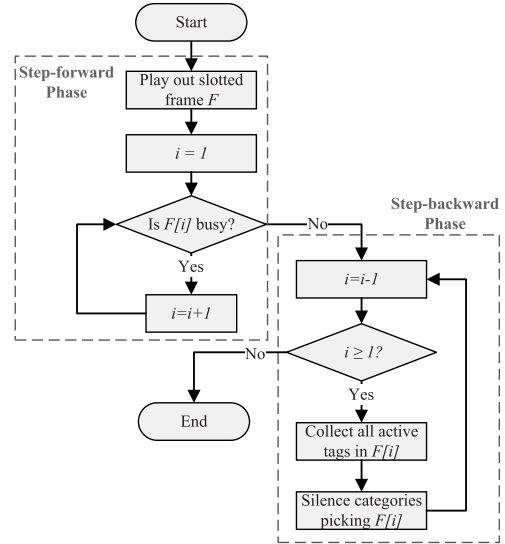 Start
Step-forward
Phase
Play out slotted
frame F
i = 1
Is F[i] busy?
No
Yes
i=i+1
Step-backward
Phase
i=i-1
i ≥ 1?
No
Yes
End
Collect all active
tags in F[i]
Silence categories
picking F[i]